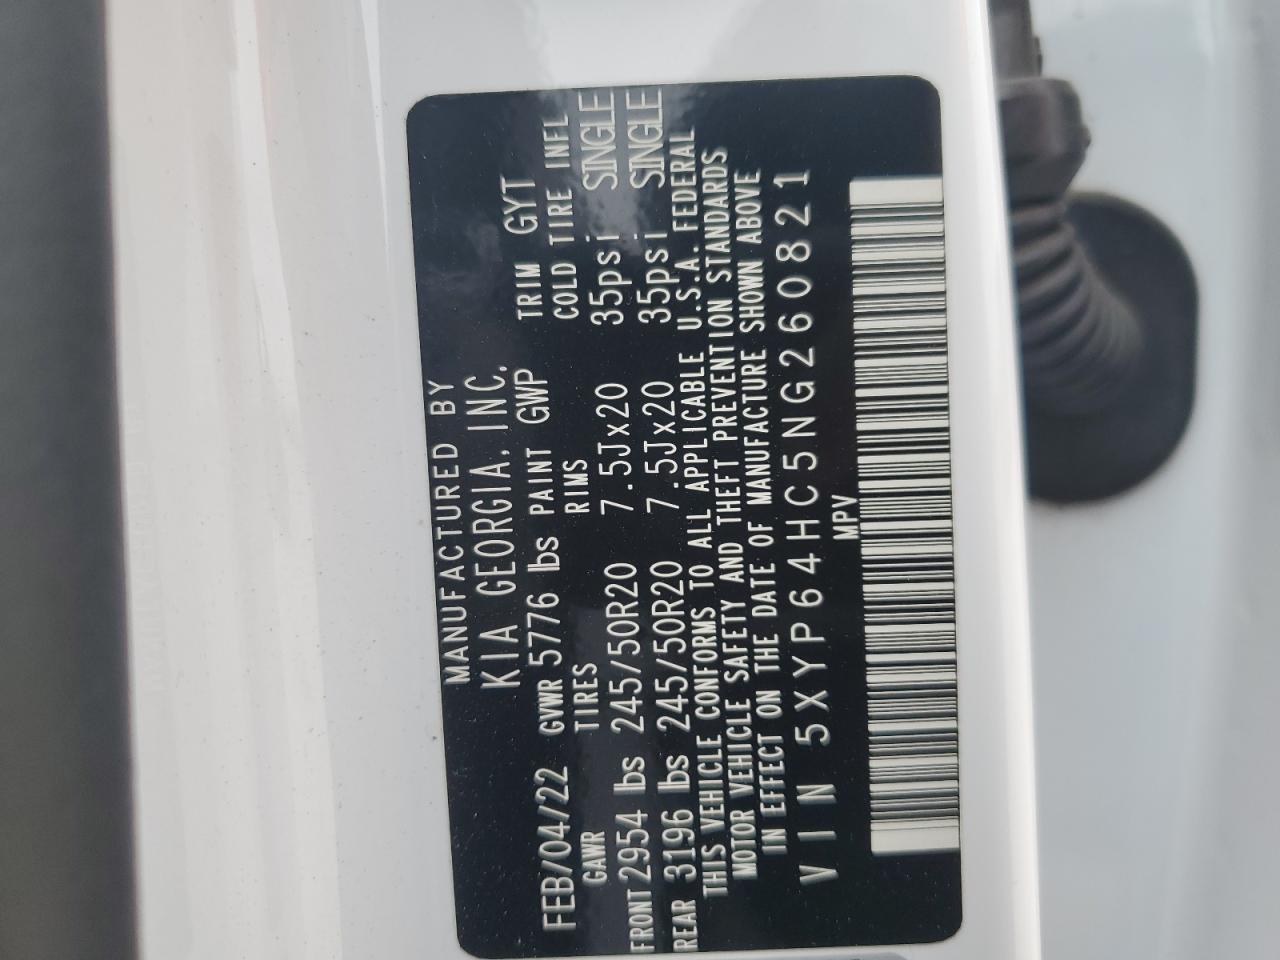 MANUFACTURED BY
KIA GEORGIA, INC.
FEB/04/22 GVWR 5776 lbs PAINT GWP TRIM GYT
GAWR TIRES RIMS COLD TIRE INFL
FRONT 2954 lbs 245/50R20 7.5Jx20 35psi SINGLE
REAR 3196 lbs 245/50R20 7.5Jx20 35psi SINGLE
THIS VEHICLE CONFORMS TO ALL APPLICABLE U.S.A. FEDERAL
MOTOR VEHICLE SAFETY AND THEFT PREVENTION STANDARDS
IN EFFECT ON THE DATE OF MANUFACTURE SHOWN ABOVE
VIN 5XYP64HC5NG260821
MPV